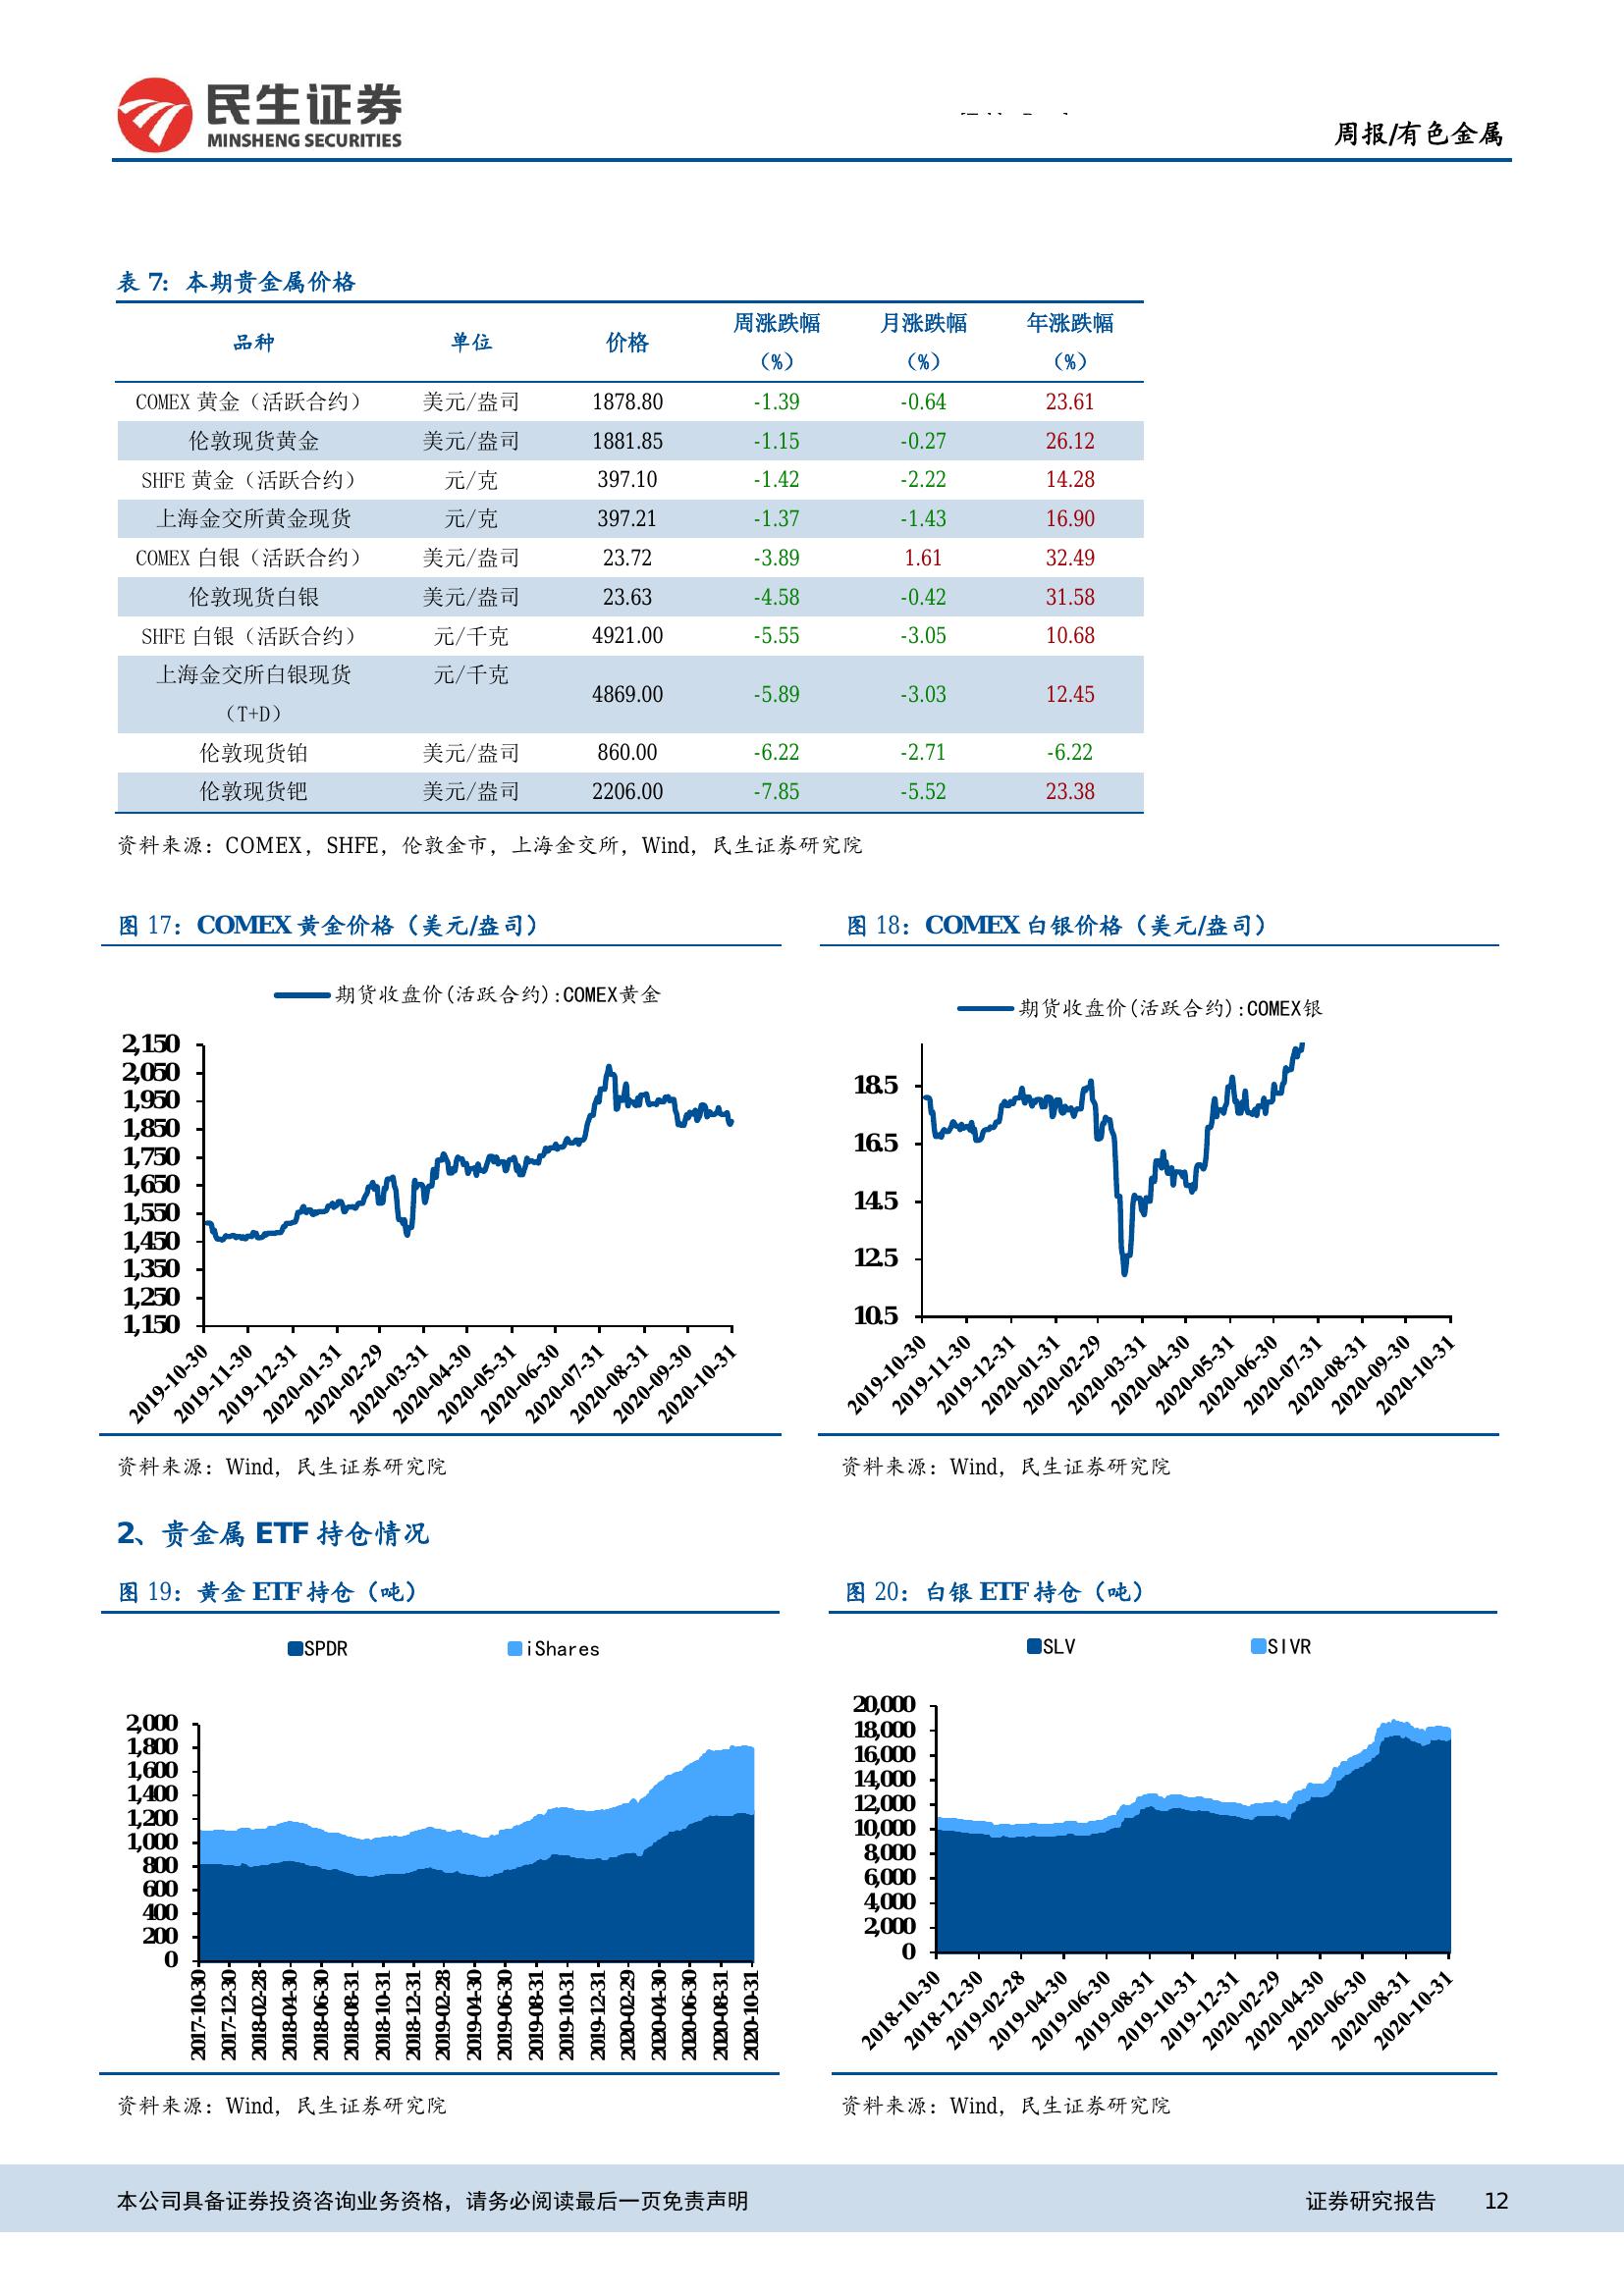 民生证券
MINSHENG SECURITIES
周报/有色金属
表 7：本期贵金属价格
品种 单位 价格 周涨跌幅（%） 月涨跌幅（%） 年涨跌幅（%）
COMEX 黄金（活跃合约） 美元/盎司 1878.80 -1.39 -0.64 23.61
伦敦现货黄金 美元/盎司 1881.85 -1.15 -0.27 26.12
SHFE 黄金（活跃合约） 元/克 397.10 -1.42 -2.22 14.28
上海金交所黄金现货 元/克 397.21 -1.37 -1.43 16.90
COMEX 白银（活跃合约） 美元/盎司 23.72 -3.89 1.61 32.49
伦敦现货白银 美元/盎司 23.63 -4.58 -0.42 31.58
SHFE 白银（活跃合约） 元/千克 4921.00 -5.55 -3.05 10.68
上海金交所白银现货（T+D） 元/千克 4869.00 -5.89 -3.03 12.45
伦敦现货铂 美元/盎司 860.00 -6.22 -2.71 -6.22
伦敦现货钯 美元/盎司 2206.00 -7.85 -5.52 23.38
资料来源：COMEX，SHFE，伦敦金市，上海金交所，Wind，民生证券研究院
图 17：COMEX 黄金价格（美元/盎司）
期货收盘价(活跃合约):COMEX黄金
2,150
2,050
1,950
1,850
1,750
1,650
1,550
1,450
1,350
1,250
1,150
2019-10-30 2019-11-30 2019-12-31 2020-01-31 2020-02-29 2020-03-31 2020-04-30 2020-05-31 2020-06-30 2020-07-31 2020-08-31 2020-09-30 2020-10-31
资料来源：Wind，民生证券研究院
图 18：COMEX 白银价格（美元/盎司）
期货收盘价(活跃合约):COMEX银
18.5
16.5
14.5
12.5
10.5
2019-10-30 2019-11-30 2019-12-31 2020-01-31 2020-02-29 2020-03-31 2020-04-30 2020-05-31 2020-06-30 2020-07-31 2020-08-31 2020-09-30 2020-10-31
资料来源：Wind，民生证券研究院
2、贵金属 ETF 持仓情况
图 19：黄金 ETF 持仓（吨）
SPDR iShares
2,000
1,800
1,600
1,400
1,200
1,000
800
600
400
200
0
2017-10-30 2017-12-30 2018-02-28 2018-04-30 2018-06-30 2018-08-31 2018-10-31 2018-12-31 2019-02-28 2019-04-30 2019-06-30 2019-08-31 2019-10-31 2019-12-31 2020-02-29 2020-04-30 2020-06-30 2020-08-31 2020-10-31
资料来源：Wind，民生证券研究院
图 20：白银 ETF 持仓（吨）
SLV SIVR
20,000
18,000
16,000
14,000
12,000
10,000
8,000
6,000
4,000
2,000
0
2018-10-30 2018-12-30 2019-02-28 2019-04-30 2019-06-30 2019-08-31 2019-10-31 2019-12-31 2020-02-29 2020-04-30 2020-06-30 2020-08-31 2020-10-31
资料来源：Wind，民生证券研究院
本公司具备证券投资咨询业务资格，请务必阅读最后一页免责声明 证券研究报告 12